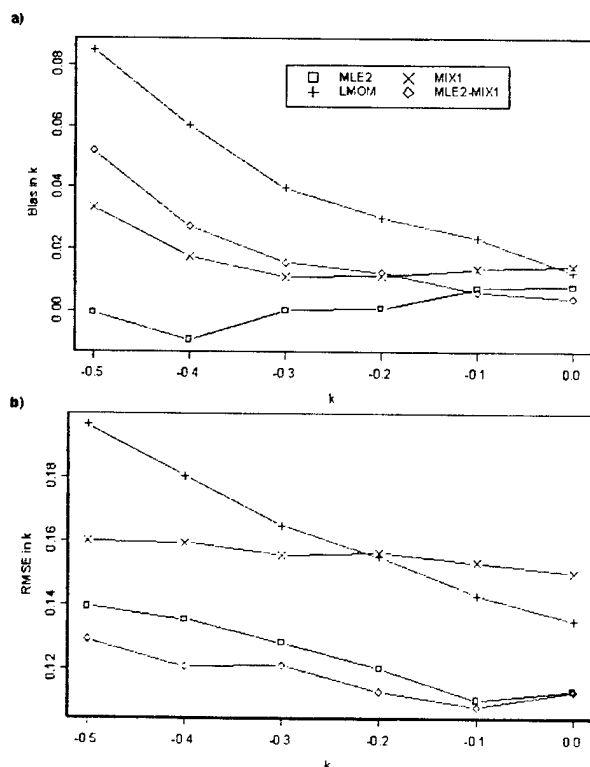 a)
Bias in k
0.08
0.06
0.04
0.02
0.00
MLE2
MIX1
LMOM
MLE2-MIX1
-0.5 -0.4 -0.3 -0.2 -0.1 0.0
k
b)
RMSE in k
0.18
0.16
0.14
0.12
-0.5 -0.4 -0.3 -0.2 -0.1 0.0
k